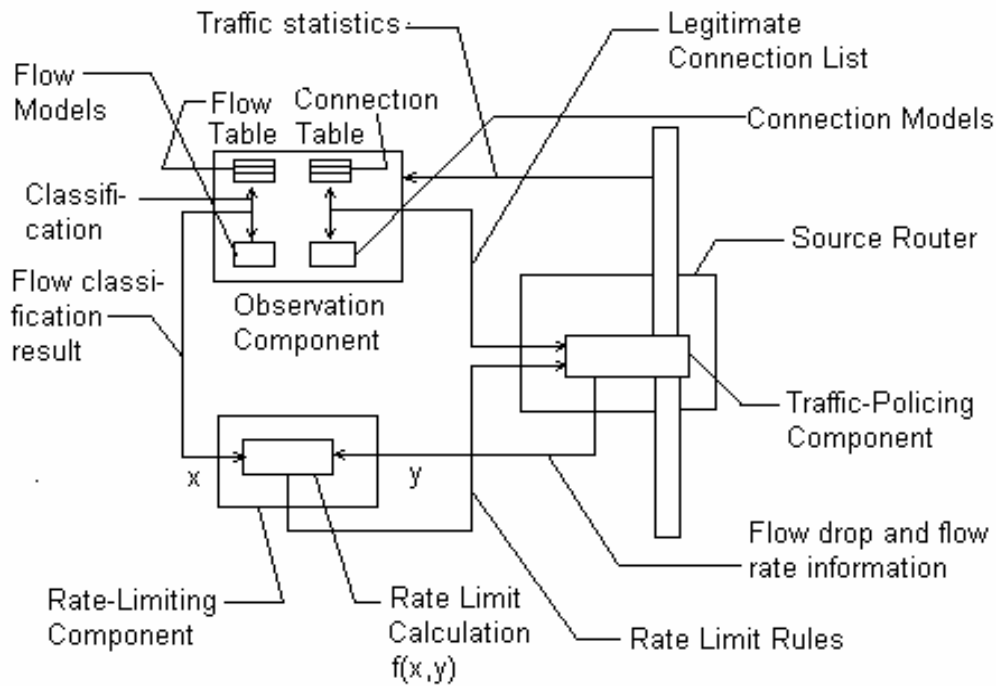 Traffic statistics
Legitimate
Connection List
Flow
Models
Flow
Table
Connection
Table
Connection Models
Classifi-
cation
Source Router
Flow classi-
fication
result
Observation
Component
Traffic-Policing
Component
x
y
Flow drop and flow
rate information
Rate-Limiting
Component
Rate Limit
Calculation
f(x,y)
Rate Limit Rules